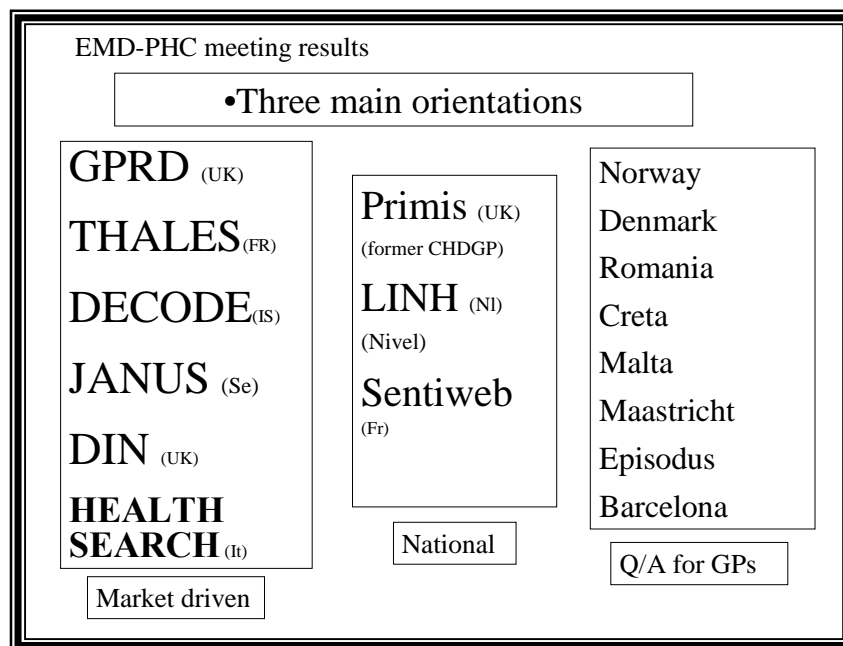 EMD-PHC meeting results
•Three main orientations
GPRD (UK)
THALES(FR)
DECODE(IS)
JANUS (Se)
DIN (UK)
HEALTH
SEARCH (It)
Market driven
Primis (UK)
(former CHDGP)
LINH (Nl)
(Nivel)
Sentiweb
(Fr)
National
Norway
Denmark
Romania
Creta
Malta
Maastricht
Episodus
Barcelona
Q/A for GPs